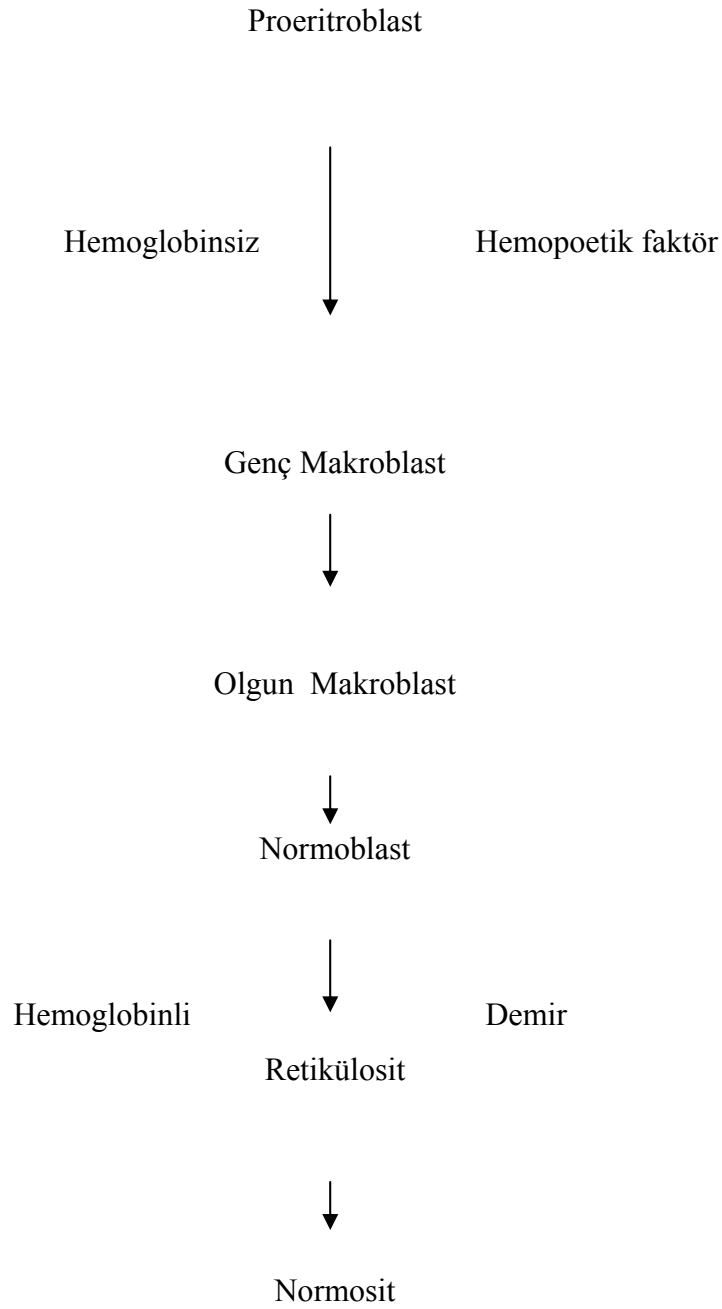 Proeritroblast
Hemoglobinsiz Hemopoetik faktör
Genç Makroblast
Olgun Makroblast
Normoblast
Hemoglobinli Demir
Retikülosit
Normosit